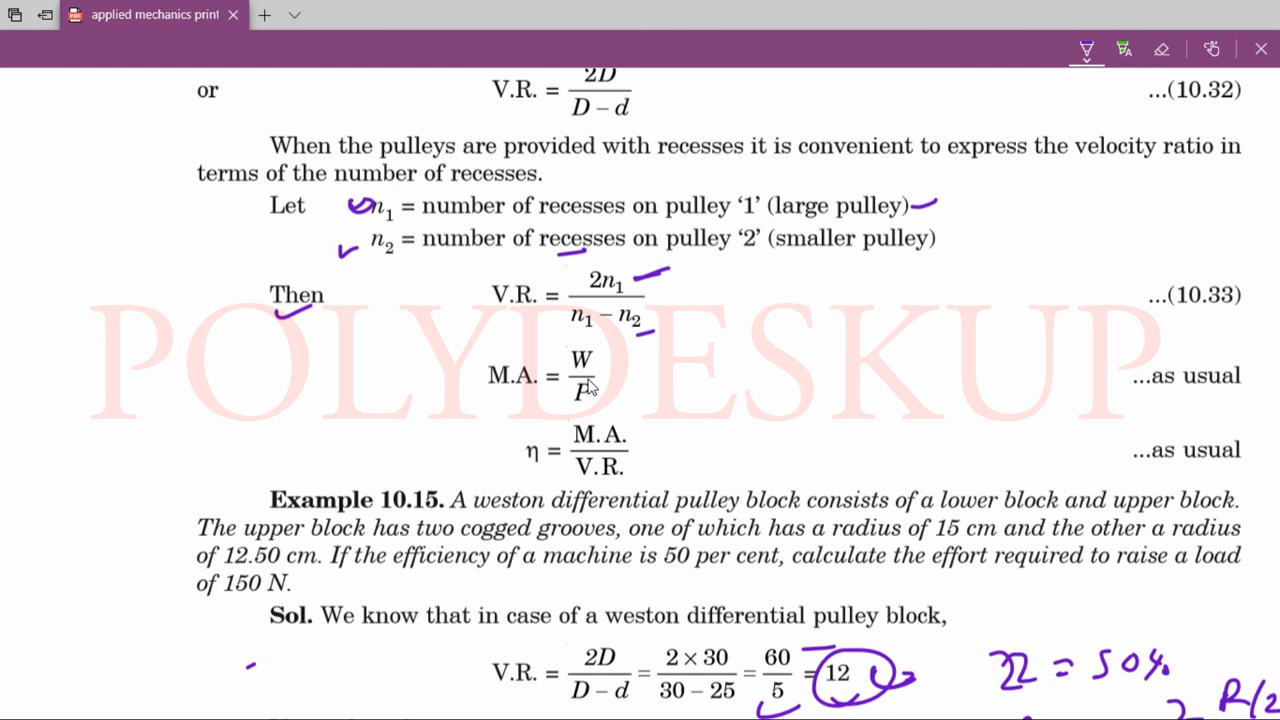 applied mechanics print
or V.R. = 2D / D – d ...(10.32)
When the pulleys are provided with recesses it is convenient to express the velocity ratio in
terms of the number of recesses.
Let n1 = number of recesses on pulley ‘1’ (large pulley)
n2 = number of recesses on pulley ‘2’ (smaller pulley)
Then V.R. = 2n1 / n1 – n2 ...(10.33)
M.A. = W / P ...as usual
η = M.A. / V.R. ...as usual
POLYDESKUP
Example 10.15. A weston differential pulley block consists of a lower block and upper block.
The upper block has two cogged grooves, one of which has a radius of 15 cm and the other a radius
of 12.50 cm. If the efficiency of a machine is 50 per cent, calculate the effort required to raise a load
of 150 N.
Sol. We know that in case of a weston differential pulley block,
V.R. = 2D / D – d = 2 × 30 / 30 – 25 = 60 / 5 = 12
= 50%